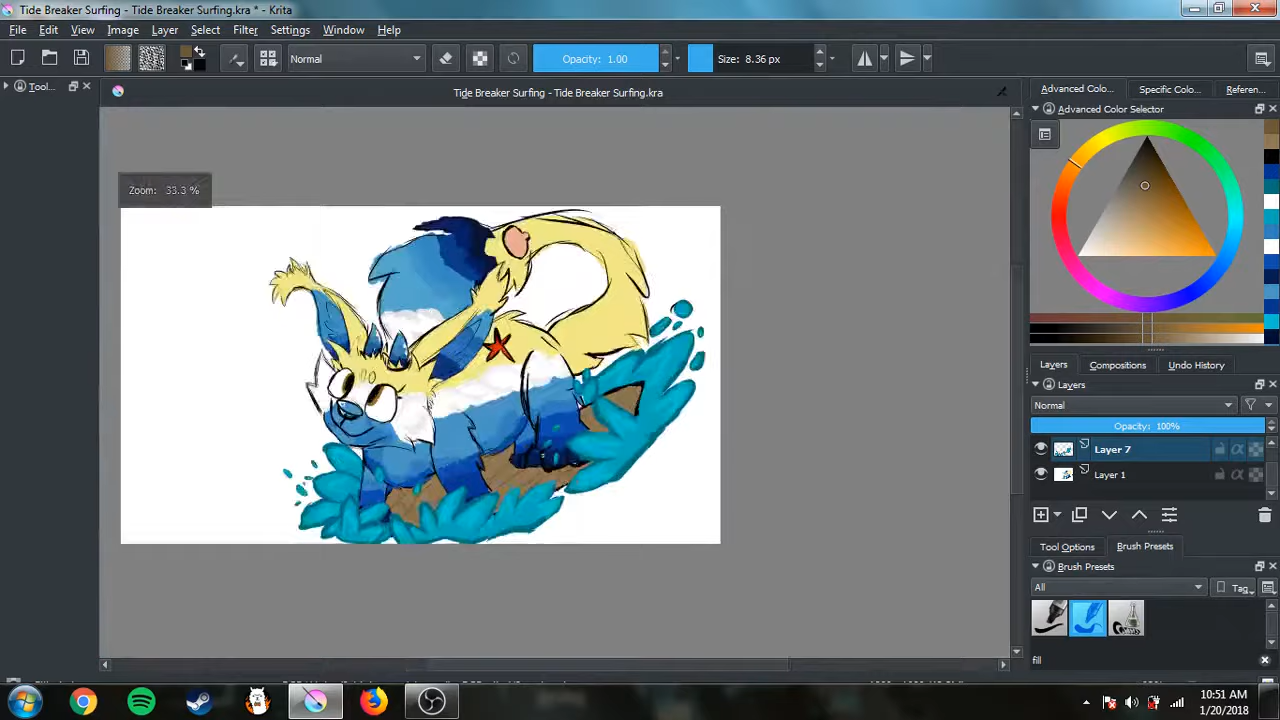 Tide Breaker Surfing - Tide Breaker Surfing.kra * - Krita
File Edit View Image Layer Select Filter Settings Window Help
Normal Opacity: 1.00 Size: 8.36 px
Tool... Tide Breaker Surfing - Tide Breaker Surfing.kra Advanced Colo... Specific Colo... Referen...
Advanced Color Selector
Zoom: 33.3 %
Layers Compositions Undo History
Layers
Normal
Opacity: 100%
Layer 7
Layer 1
Tool Options Brush Presets
Brush Presets
All Tag
fill
10:51 AM
1/20/2018